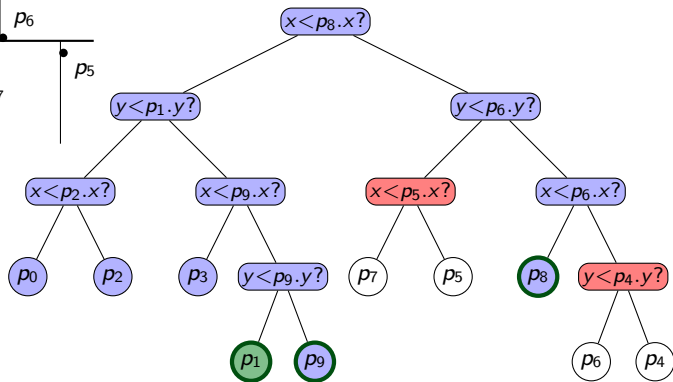 p6
x<p8.x?
p5
7
y<p1.y?
y<p6.y?
x<p2.x?
x<p9.x?
x<p5.x?
x<p6.x?
p0
p2
p3
y<p9.y?
p7
p5
p8
y<p4.y?
p1
p9
p6
p4